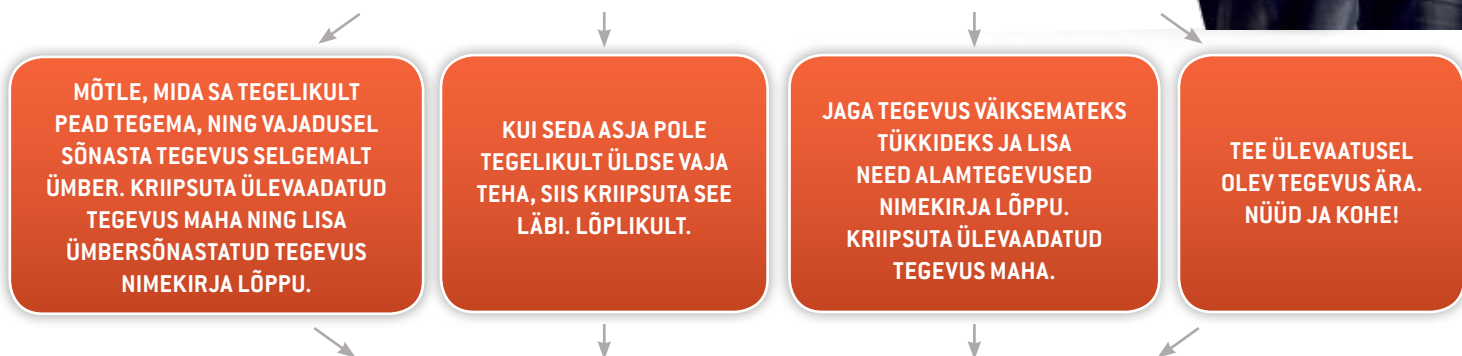 MÕTLE, MIDA SA TEGELIKULT
PEAD TEGEMA, NING VAJADUSEL
SÕNASTA TEGEVUS SELGEMALT
ÜMBER. KRIIPSUTA ÜLEVAADATUD
TEGEVUS MAHA NING LISA
ÜMBERSÕNASTATUD TEGEVUS
NIMEKIRJA LÕPPU.
KUI SEDA ASJA POLE
TEGELIKULT ÜLDSE VAJA
TEHA, SIIS KRIIPSUTA SEE
LÄBI. LÕPLIKULT.
JAGA TEGEVUS VÄIKSEMATEKS
TÜKKIDEKS JA LISA
NEED ALAMTEGEVUSED
NIMEKIRJA LÕPPU.
KRIIPSUTA ÜLEVAADATUD
TEGEVUS MAHA.
TEE ÜLEVAATUSEL
OLEV TEGEVUS ÄRA.
NÜÜD JA KOHE!